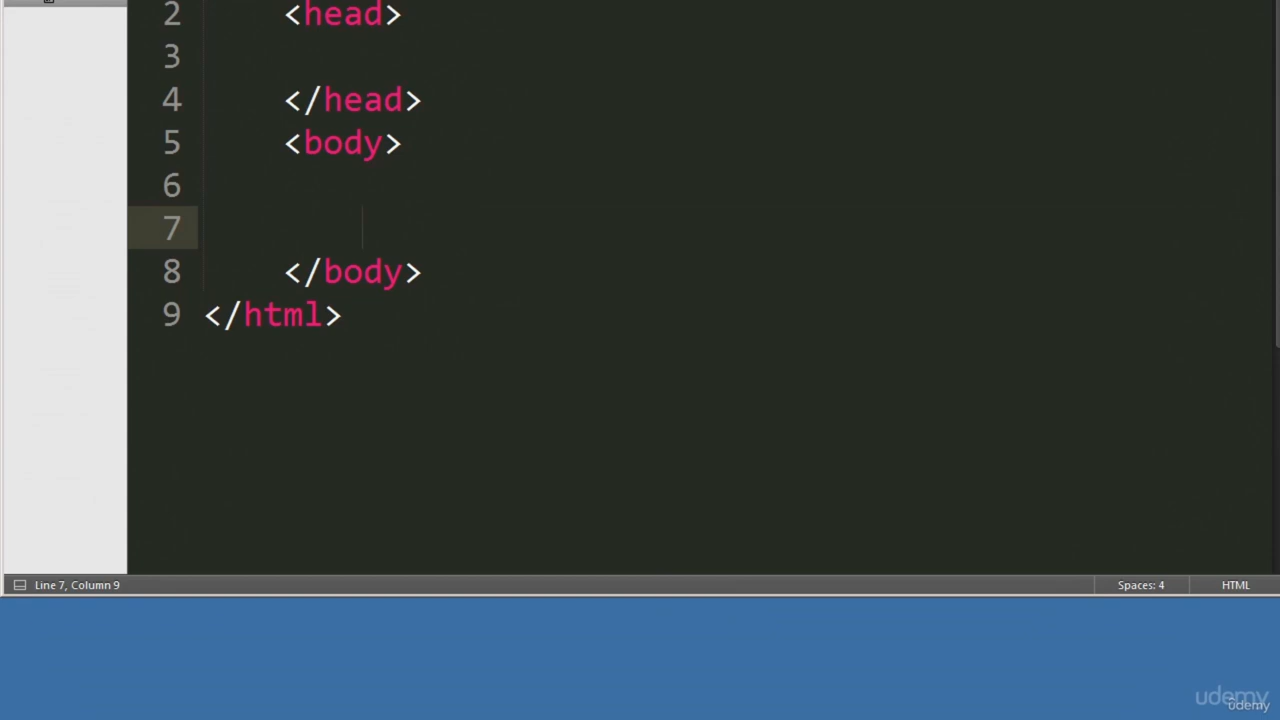 2 <head>
3
4 </head>
5 <body>
6
7
8 </body>
9 </html>
Line 7, Column 9 Spaces: 4 HTML
udemy
ûdemy